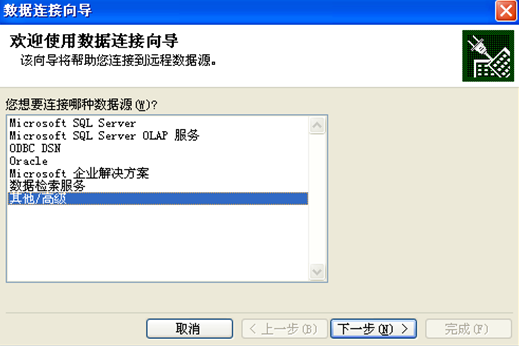 数据连接向导
欢迎使用数据连接向导
该向导将帮助您连接到远程数据源。
您想要连接哪种数据源(W)?
Microsoft SQL Server
Microsoft SQL Server OLAP 服务
ODBC DSN
Oracle
Microsoft 企业解决方案
数据检索服务
其他/高级
取消
< 上一步(B)
下一步(N) >
完成(F)